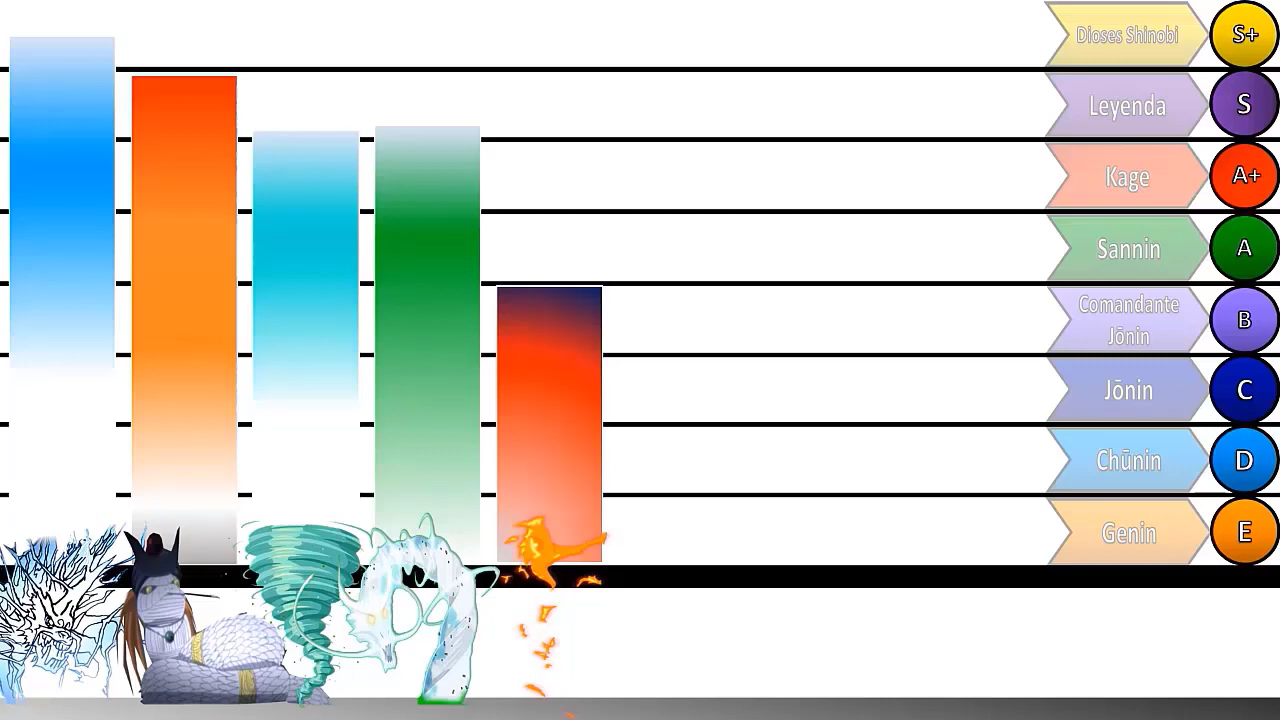 Dioses Shinobi S+
Leyenda S
Kage A+
Sannin A
Comandante
Jōnin B
Jōnin C
Chūnin D
Genin E